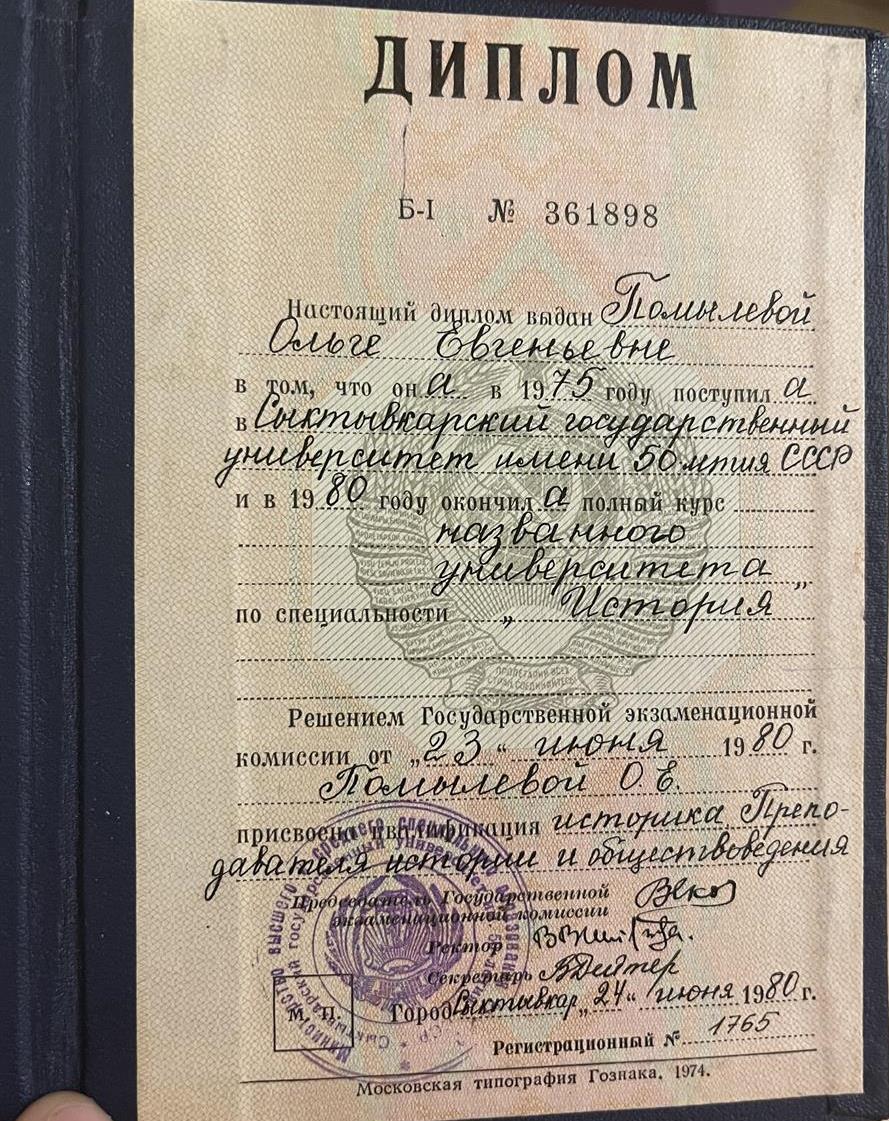 ДИПЛОМ
Б-I № 361898
Настоящий диплом выдан Помылевой
Ольге Евгеньевне
в том, что он а в 1975 году поступил а
в Сыктывкарский государственный
университет имени 50 летия СССР
и в 1980 году окончил а полный курс
названного
университета
по специальности „История"
Решением Государственной экзаменационной
комиссии от „23" июня 1980 г.
Помылевой О. Е.
присвоена квалификация историка Препо-
давателя истории и обществоведения
Председатель Государственной
экзаменационной комиссии
Ректор
Секретарь
Город Сыктывкар „24" июня 1980 г.
М. П.
Регистрационный № 1765
Московская типография Гознака. 1974.